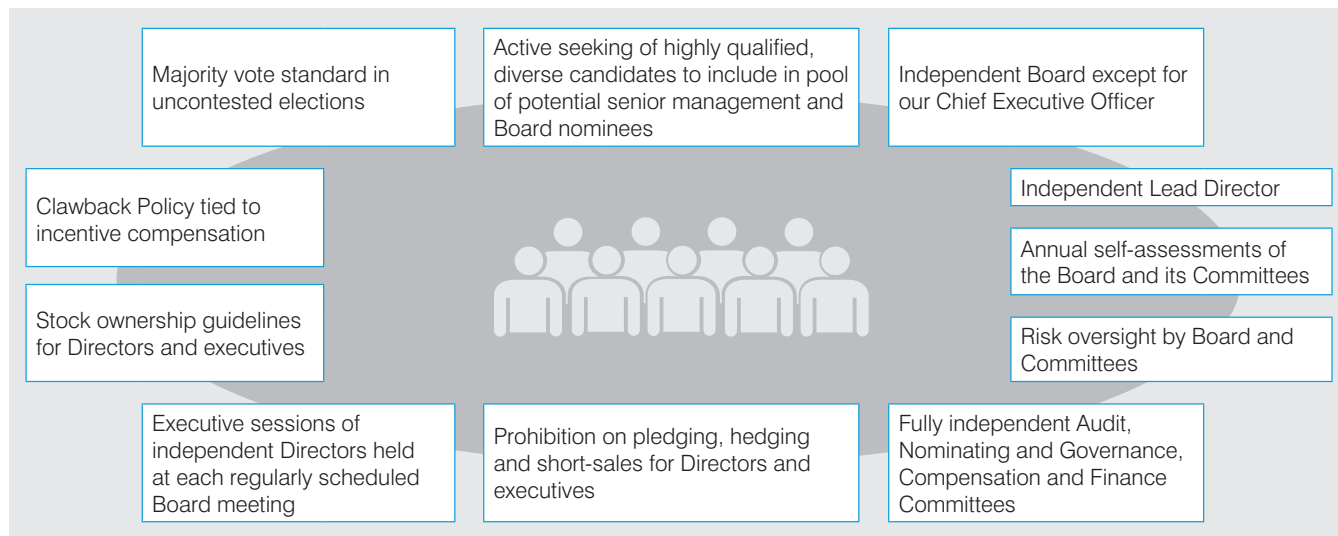 Majority vote standard in
uncontested elections
Active seeking of highly qualified,
diverse candidates to include in pool
of potential senior management and
Board nominees
Independent Board except for
our Chief Executive Officer
Clawback Policy tied to
incentive compensation
Independent Lead Director
Annual self-assessments of
the Board and its Committees
Stock ownership guidelines
for Directors and executives
Risk oversight by Board and
Committees
Executive sessions of
independent Directors held
at each regularly scheduled
Board meeting
Prohibition on pledging, hedging
and short-sales for Directors and
executives
Fully independent Audit,
Nominating and Governance,
Compensation and Finance
Committees